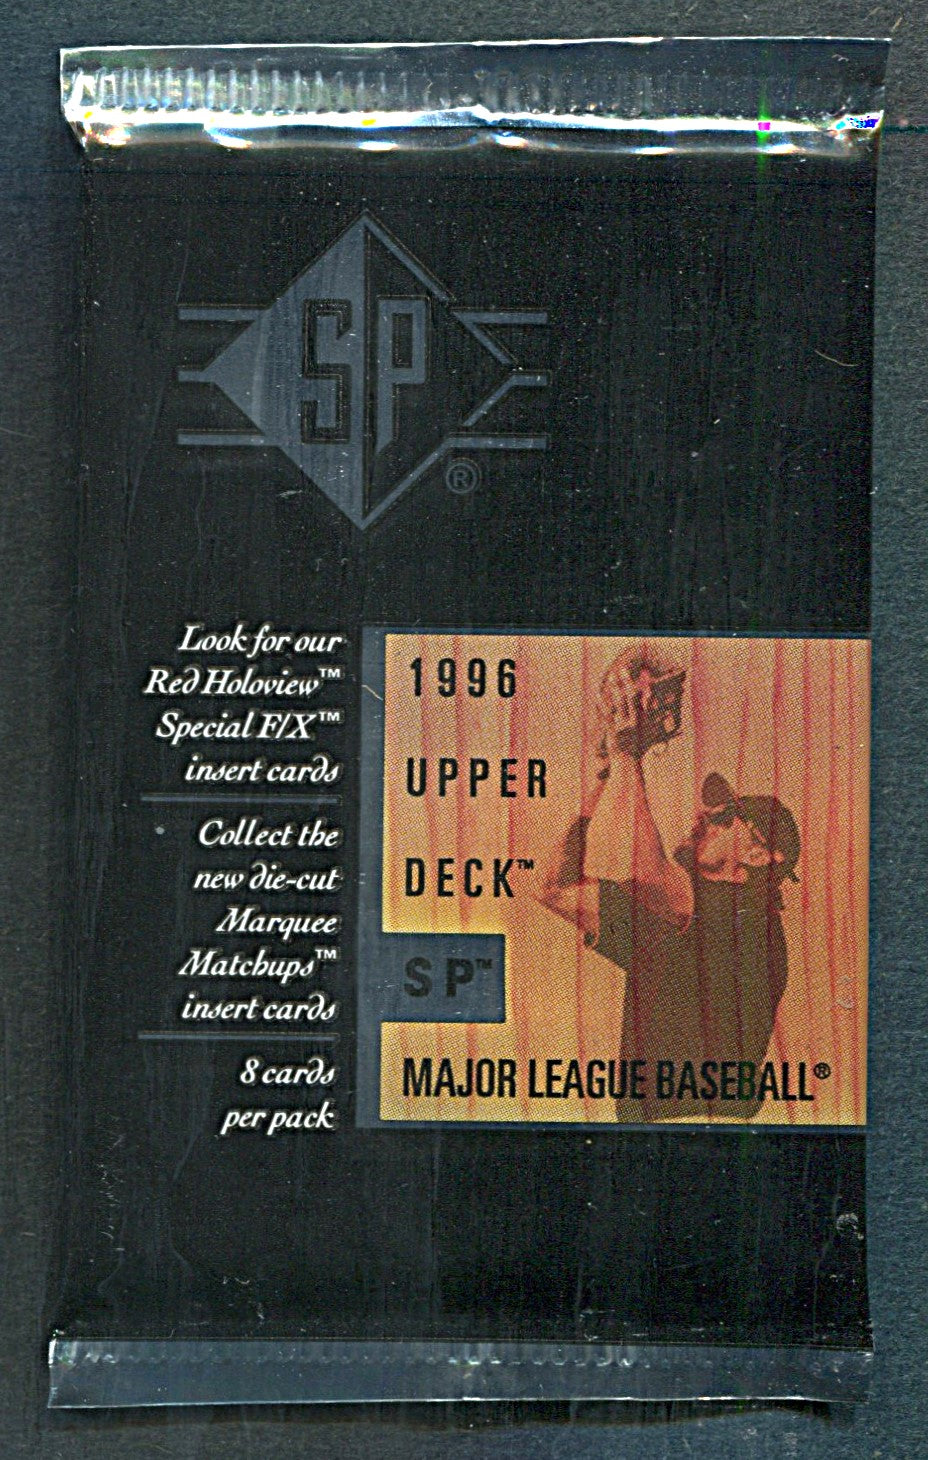 SP®
Look for our
Red Holoview™
Special F/X™
insert cards
Collect the
new die-cut
Marquee
Matchups™
insert cards
8 cards
per pack
1996
UPPER
DECK™
SP™
MAJOR LEAGUE BASEBALL®